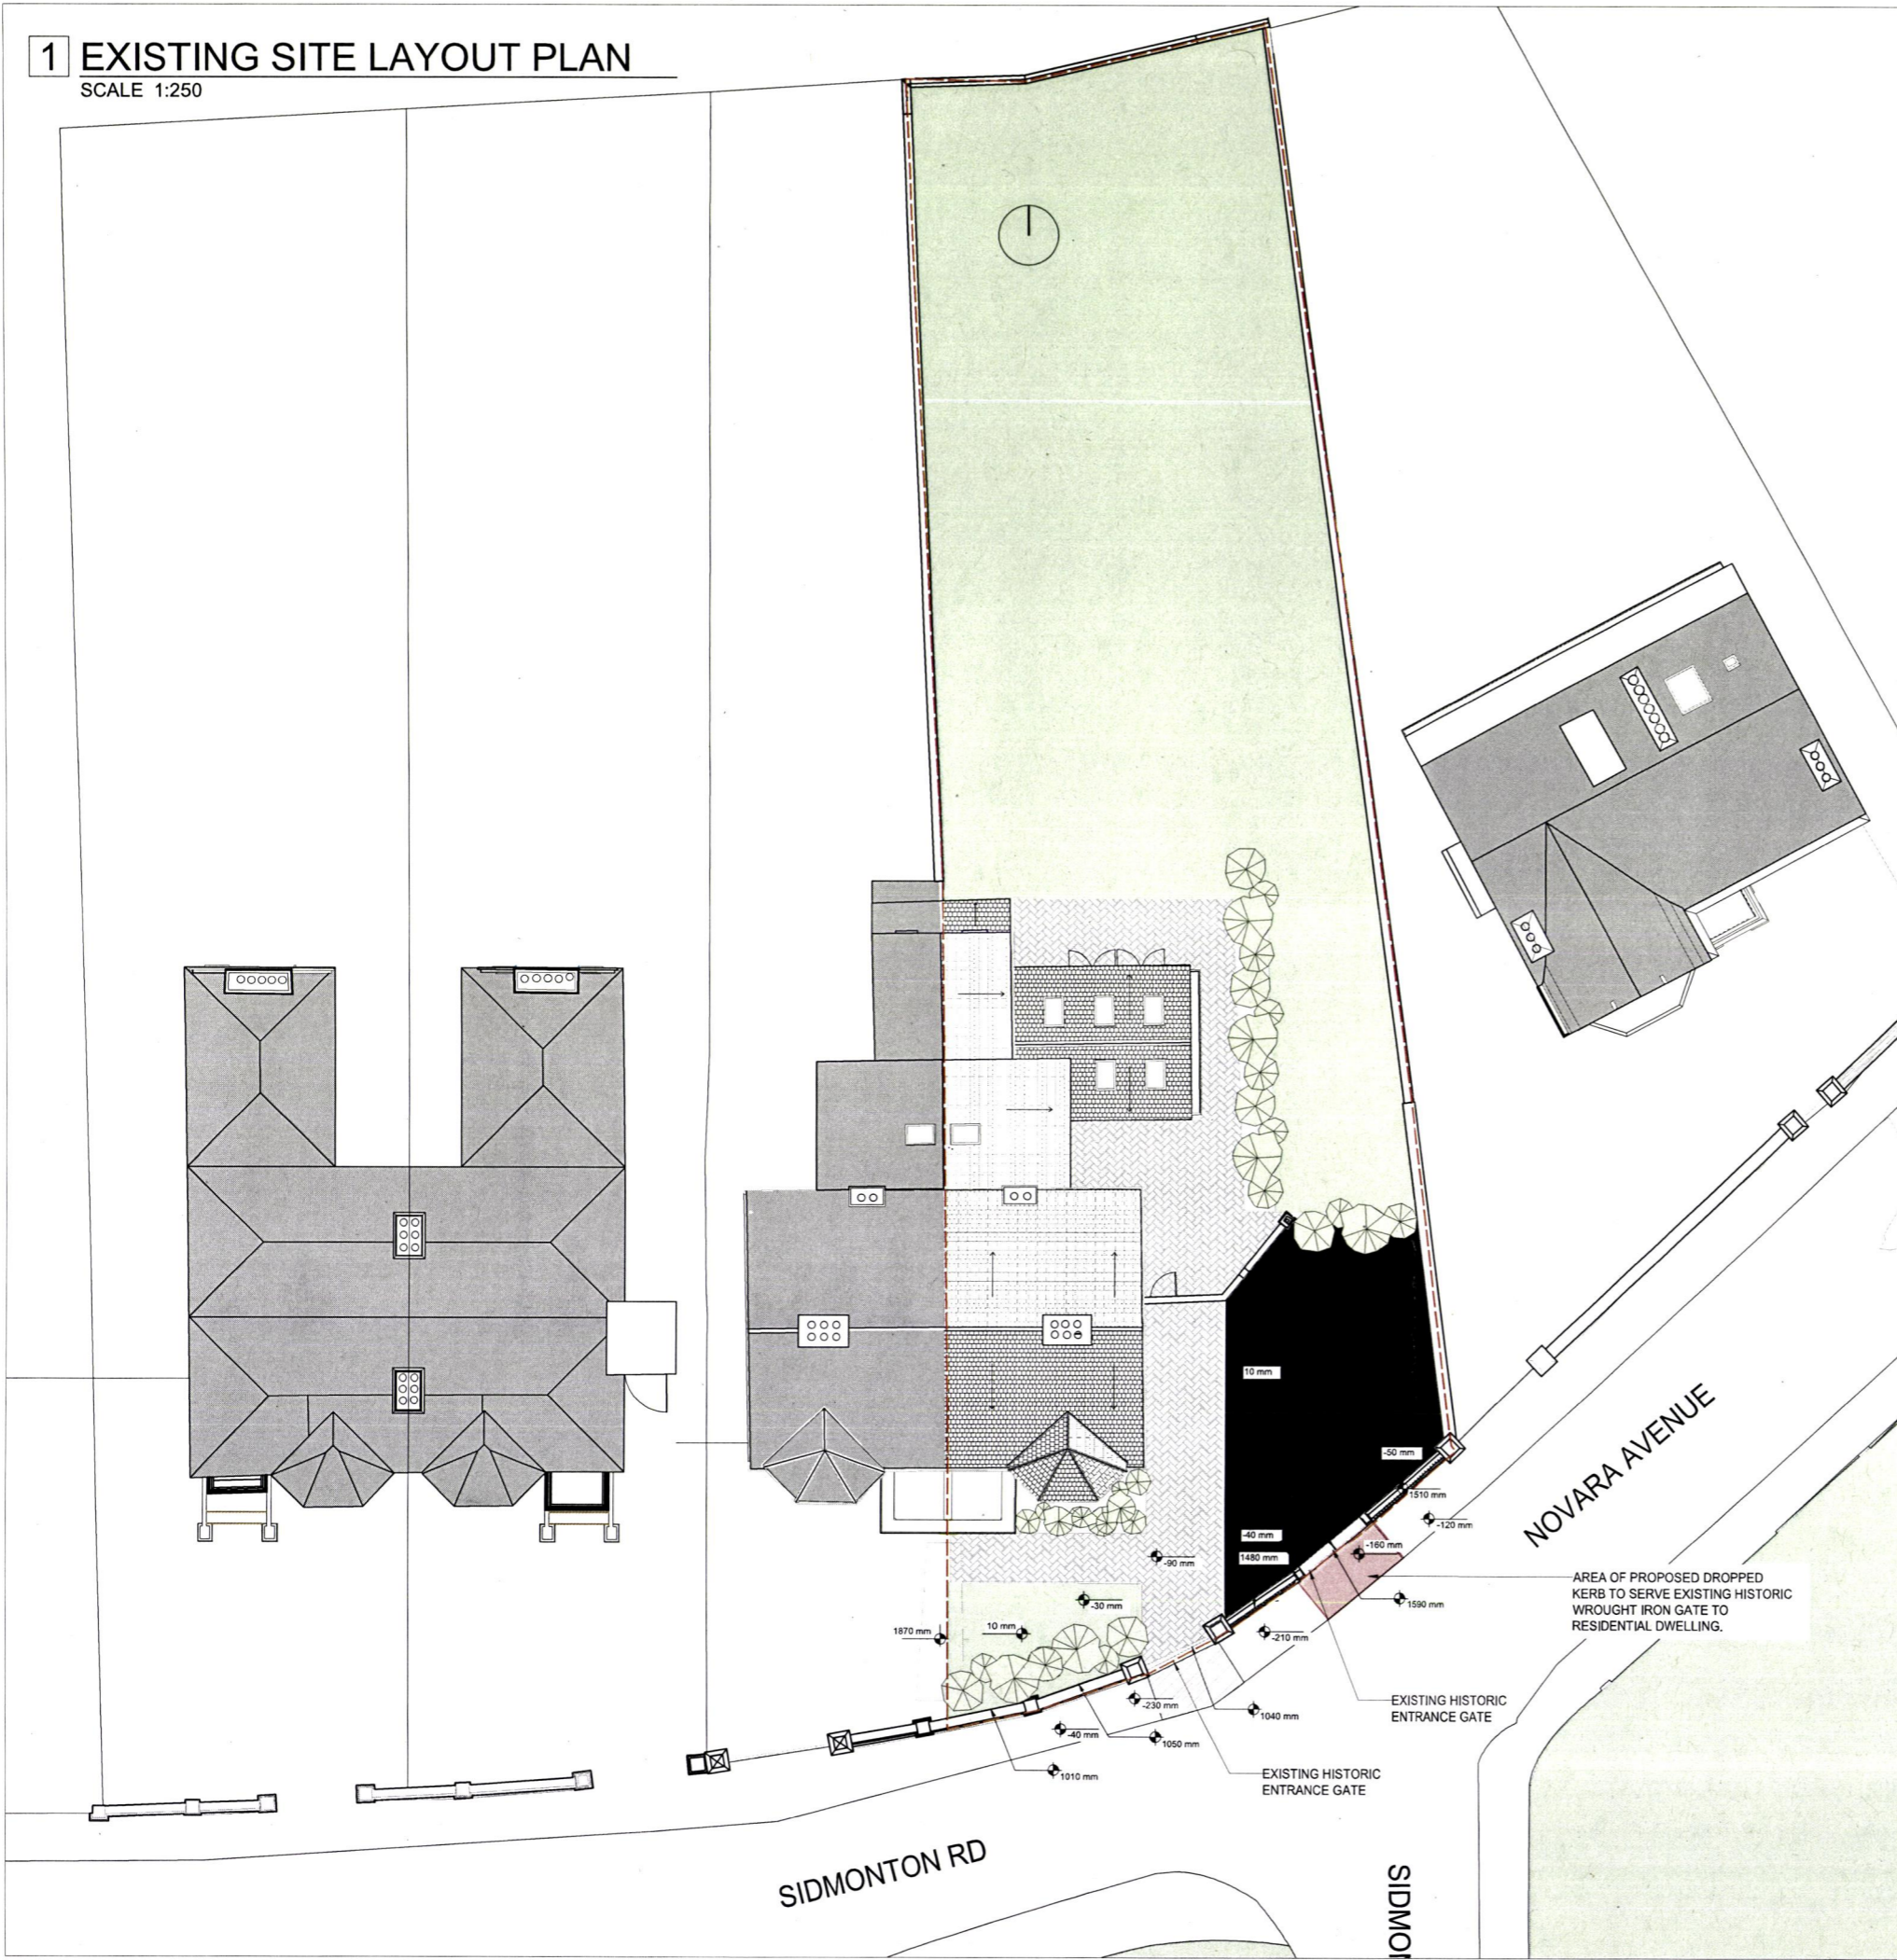 1 EXISTING SITE LAYOUT PLAN
SCALE 1:250
10 mm
-50 mm
1510 mm
-120 mm
-40 mm
1480 mm
-160 mm
-90 mm
1590 mm
-30 mm
10 mm
1870 mm
-210 mm
-230 mm
1040 mm
-40 mm
1050 mm
1010 mm
NOVARA AVENUE
AREA OF PROPOSED DROPPED
KERB TO SERVE EXISTING HISTORIC
WROUGHT IRON GATE TO
RESIDENTIAL DWELLING.
EXISTING HISTORIC
ENTRANCE GATE
EXISTING HISTORIC
ENTRANCE GATE
SIDMONTON RD
SIDMO